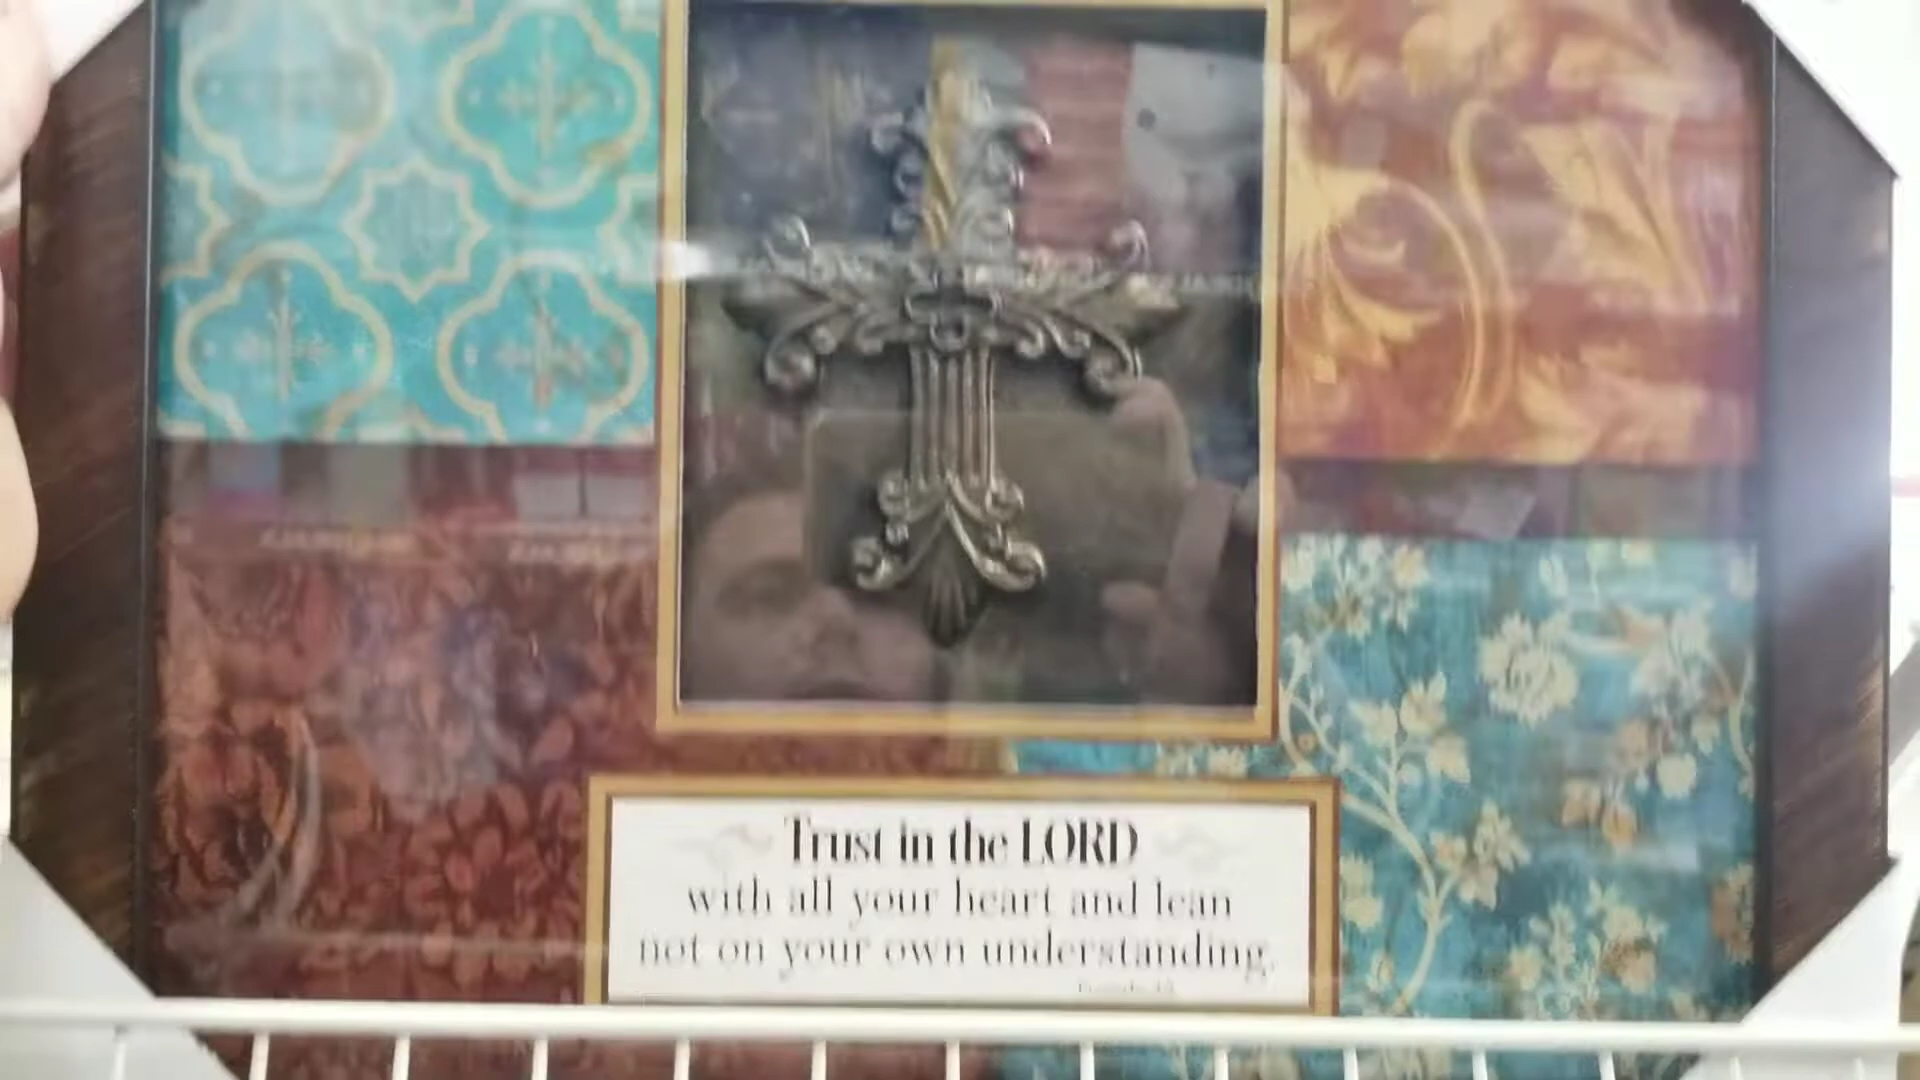 Trust in the LORD
with all your heart and lean
not on your own understanding.